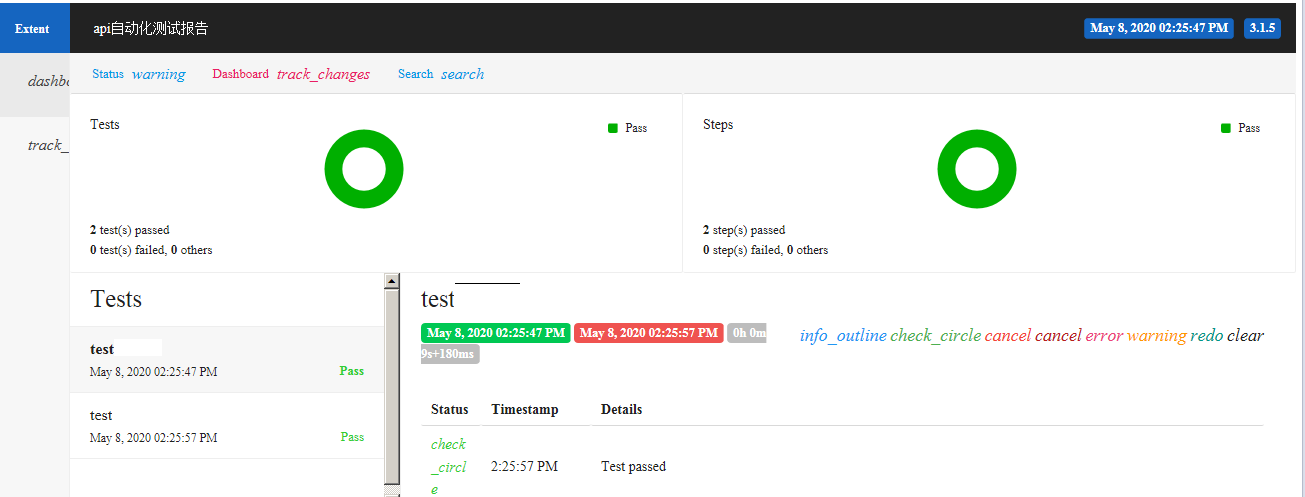 Extent api自动化测试报告 May 8, 2020 02:25:47 PM 3.1.5
dashb
track_
Status warning Dashboard track_changes Search search
Tests Pass
2 test(s) passed
0 test(s) failed, 0 others
Steps Pass
2 step(s) passed
0 step(s) failed, 0 others
Tests
test
May 8, 2020 02:25:47 PM Pass
test
May 8, 2020 02:25:57 PM Pass
test
May 8, 2020 02:25:47 PM May 8, 2020 02:25:57 PM 0h 0m
9s+180ms
info_outline check_circle cancel cancel error warning redo clear
Status Timestamp Details
check
_circl
e
2:25:57 PM Test passed